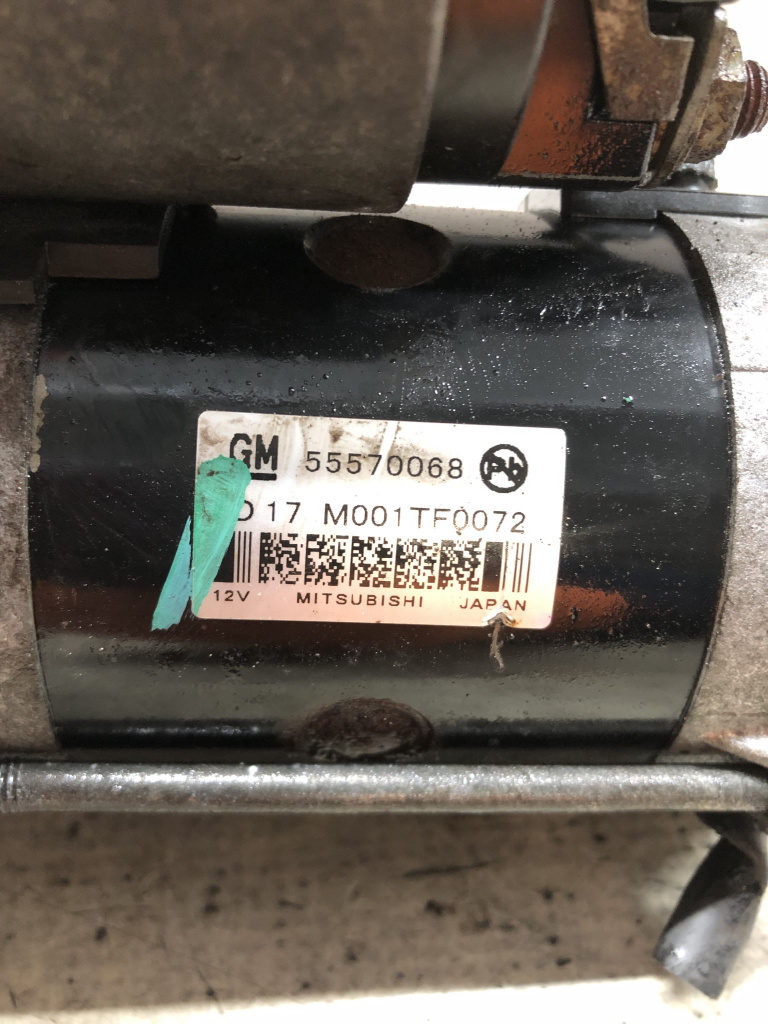 GM 55570068 Pb
17 M001TF0072
12V MITSUBISHI JAPAN